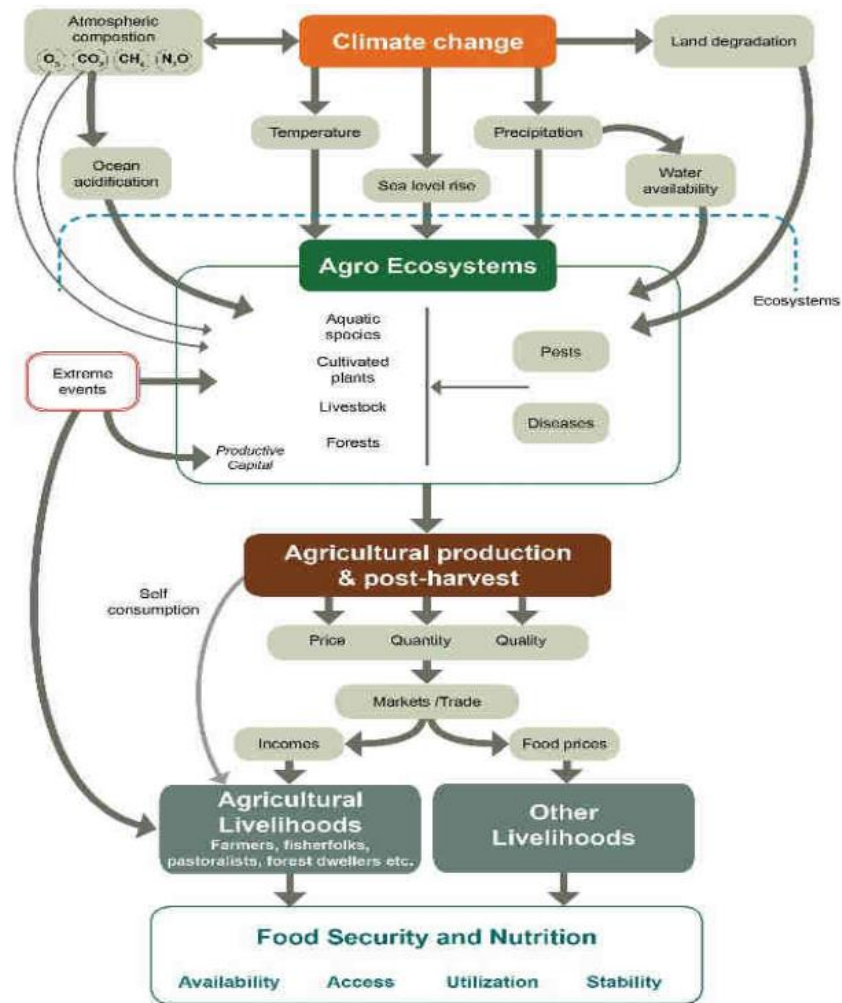 Atmospheric
compostion
O₃ CO₂ CH₄ N₂O
Climate change
Land degradation
Temperature
Precipitation
Ocean
acidification
Sea level rise
Water
availability
Agro Ecosystems
Ecosystems
Aquatic
species
Cultivated
plants
Livestock
Forests
Pests
Diseases
Extreme
events
Productive
Capital
Agricultural production
& post-harvest
Self
consumption
Price
Quantity
Quality
Markets /Trade
Incomes
Food prices
Agricultural
Livelihoods
Farmers, fisherfolks,
pastoralists, forest dwellers etc.
Other
Livelihoods
Food Security and Nutrition
Availability Access Utilization Stability